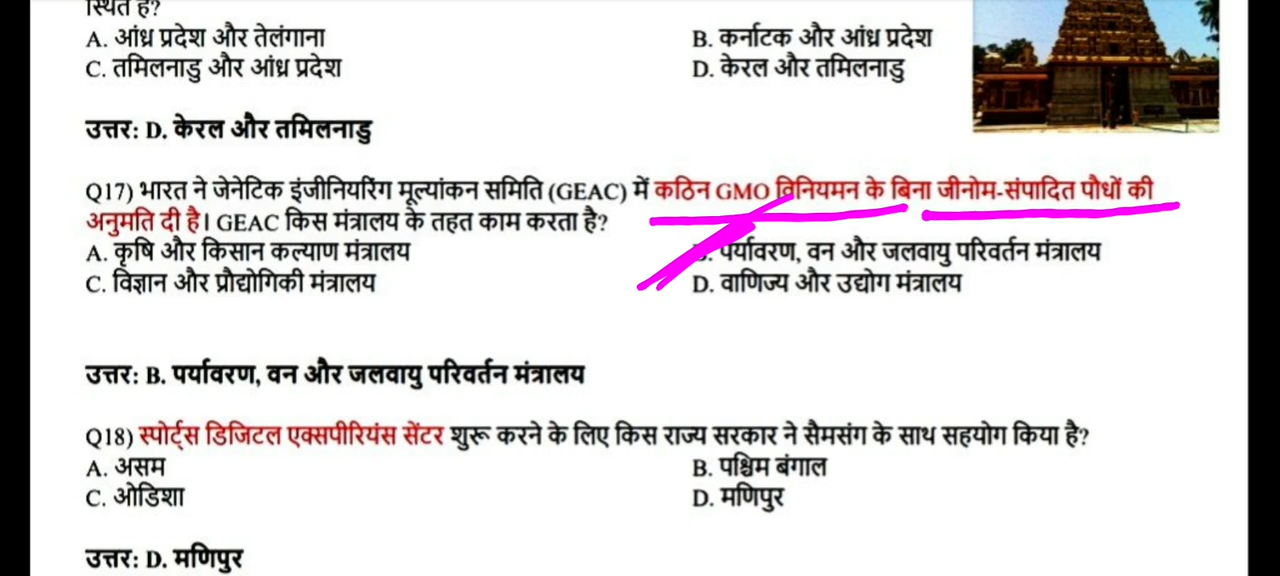 स्थित है?
A. आंध्र प्रदेश और तेलंगाना
B. कर्नाटक और आंध्र प्रदेश
C. तमिलनाडु और आंध्र प्रदेश
D. केरल और तमिलनाडु
उत्तर: D. केरल और तमिलनाडु
Q17) भारत ने जेनेटिक इंजीनियरिंग मूल्यांकन समिति (GEAC) में कठिन GMO विनियमन के बिना जीनोम-संपादित पौधों की
अनुमति दी है। GEAC किस मंत्रालय के तहत काम करता है?
A. कृषि और किसान कल्याण मंत्रालय
B. पर्यावरण, वन और जलवायु परिवर्तन मंत्रालय
C. विज्ञान और प्रौद्योगिकी मंत्रालय
D. वाणिज्य और उद्योग मंत्रालय
उत्तर: B. पर्यावरण, वन और जलवायु परिवर्तन मंत्रालय
Q18) स्पोर्ट्स डिजिटल एक्सपीरियंस सेंटर शुरू करने के लिए किस राज्य सरकार ने सैमसंग के साथ सहयोग किया है?
A. असम
B. पश्चिम बंगाल
C. ओडिशा
D. मणिपुर
उत्तर: D. मणिपुर